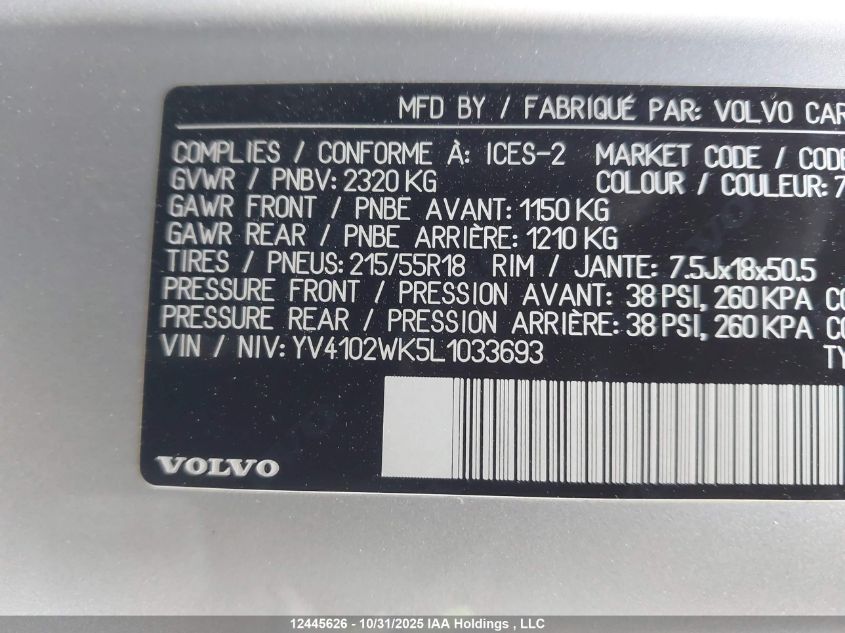 MFD BY / FABRIQUÉ PAR: VOLVO CAR
COMPLIES / CONFORME À: ICES-2 MARKET CODE / CODE
GVWR / PNBV: 2320 KG COLOUR / COULEUR: 7
GAWR FRONT / PNBE AVANT: 1150 KG
GAWR REAR / PNBE ARRIÈRE: 1210 KG
TIRES / PNEUS: 215/55R18 RIM / JANTE: 7.5Jx18x50.5
PRESSURE FRONT / PRESSION AVANT: 38 PSI, 260 KPA CO
PRESSURE REAR / PRESSION ARRIÈRE: 38 PSI, 260 KPA CO
VIN / NIV: YV4102WK5L1033693 TY
VOLVO
12445626 - 10/31/2025 IAA Holdings , LLC